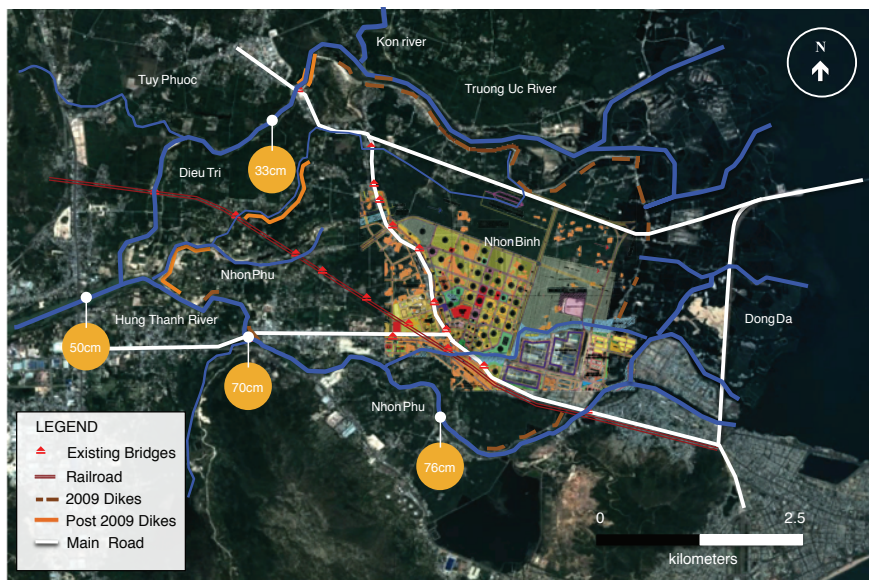 Kon river
N
Tuy Phuoc
Truong Uc River
Dieu Tri
33cm
Nhon Binh
Nhon Phu
Hung Thanh River
Dong Da
50cm
70cm
Nhon Phu
76cm
LEGEND
Existing Bridges
Railroad
2009 Dikes
Post 2009 Dikes
Main Road
0 2.5
kilometers